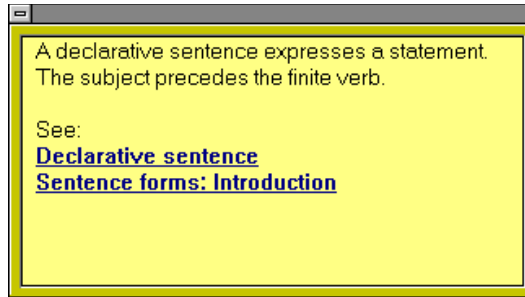 A declarative sentence expresses a statement.
The subject precedes the finite verb.
See:
Declarative sentence
Sentence forms: Introduction